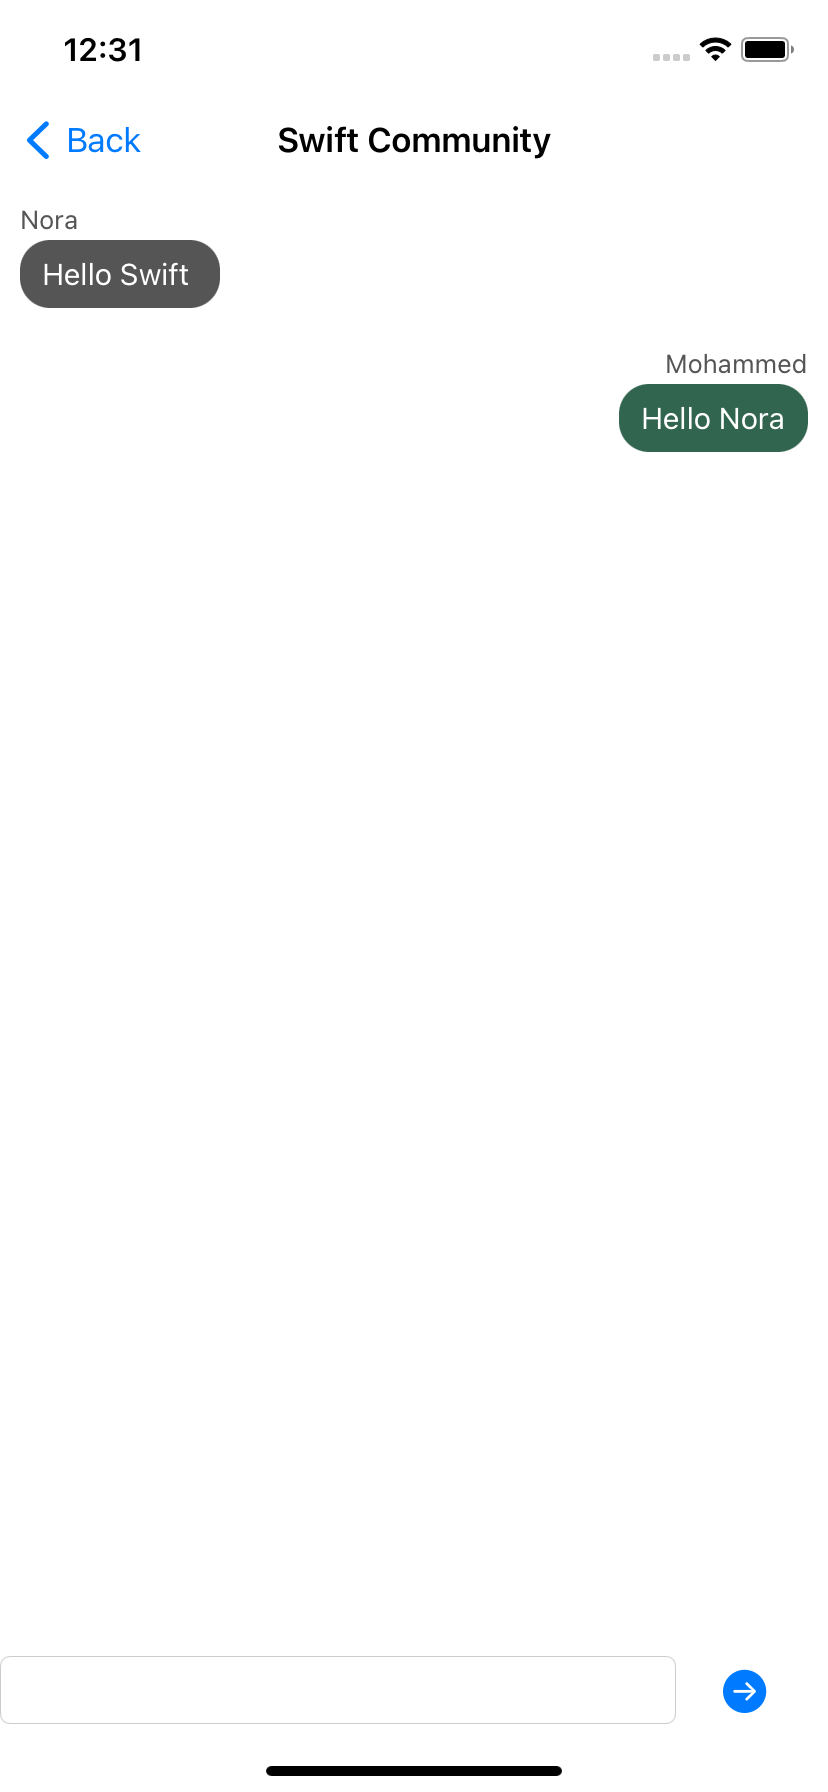 12:31
Back
Swift Community
Nora
Hello Swift
Mohammed
Hello Nora